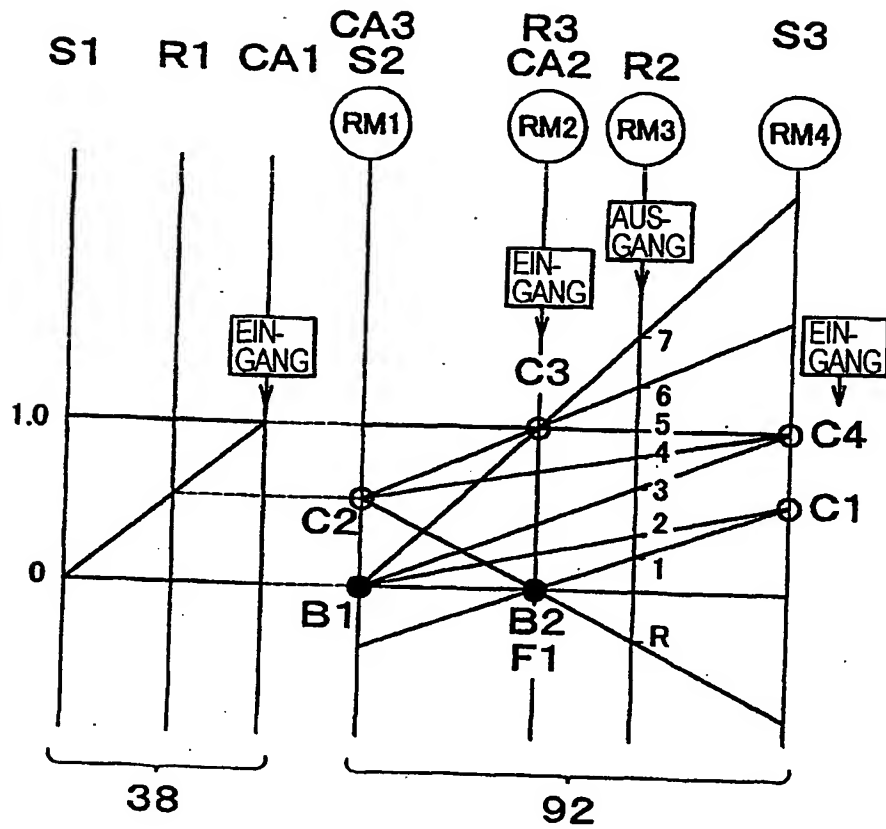 CA3
R3
S3
S1
R1
CA1
S2
CA2
R2
RM1
RM2
RM3
RM4
AUS-
GANG
EIN-
GANG
EIN-
GANG
EIN-
GANG
7
C3
6
1.0
5
C4
4
3
C2
2
C1
1
0
B1
B2
F1
R
38
92